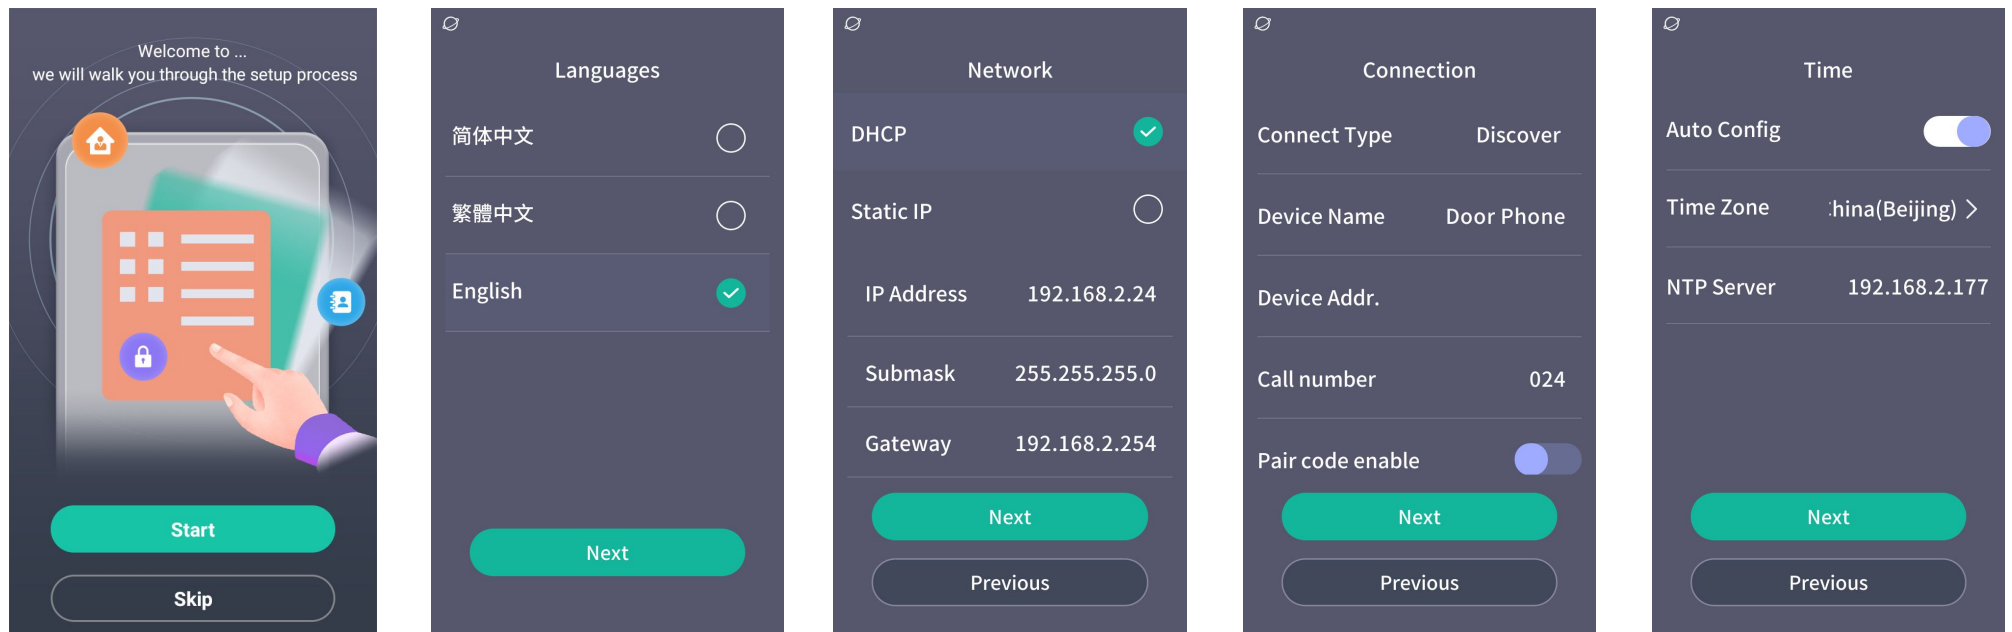 Welcome to ...
we will walk you through the setup process
Start
Skip
Languages
简体中文
繁體中文
English
Next
Network
DHCP
Static IP
IP Address 192.168.2.24
Submask 255.255.255.0
Gateway 192.168.2.254
Next
Previous
Connection
Connect Type Discover
Device Name Door Phone
Device Addr.
Call number 024
Pair code enable
Next
Previous
Time
Auto Config
Time Zone hina(Beijing)
NTP Server 192.168.2.177
Next
Previous